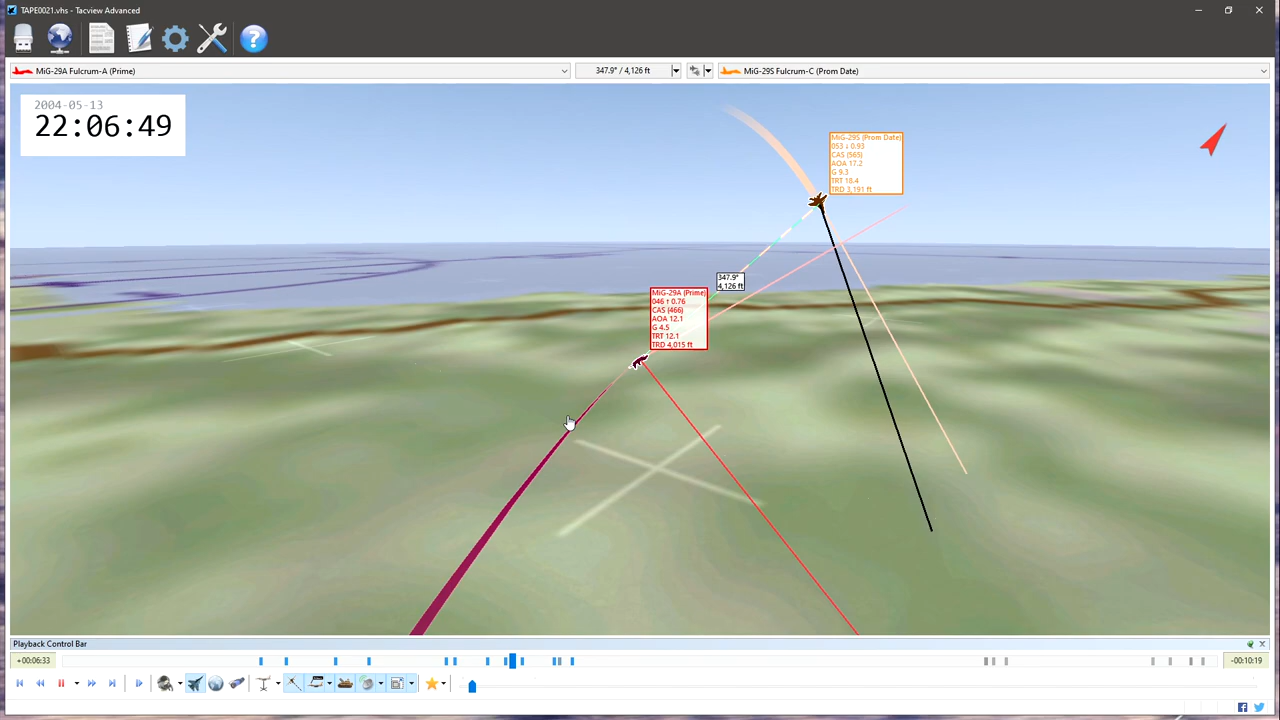 TAPE0021.vhs - Tacview Advanced
MiG-29A Fulcrum-A (Prime)
347.9° / 4,126 ft
MiG-29S Fulcrum-C (Prom Date)
2004-05-13
22:06:49
MiG-29S (Prom Date)
053 ↓ 0.93
CAS (565)
AOA 17.2
G 9.3
TRT 18.4
TRD 3,191 ft
347.9°
4,126 ft
MiG-29A (Prime)
046 ↑ 0.76
CAS (466)
AOA 12.1
G 4.5
TRT 12.1
TRD 4,015 ft
Playback Control Bar
+00:06:33
-00:10:19